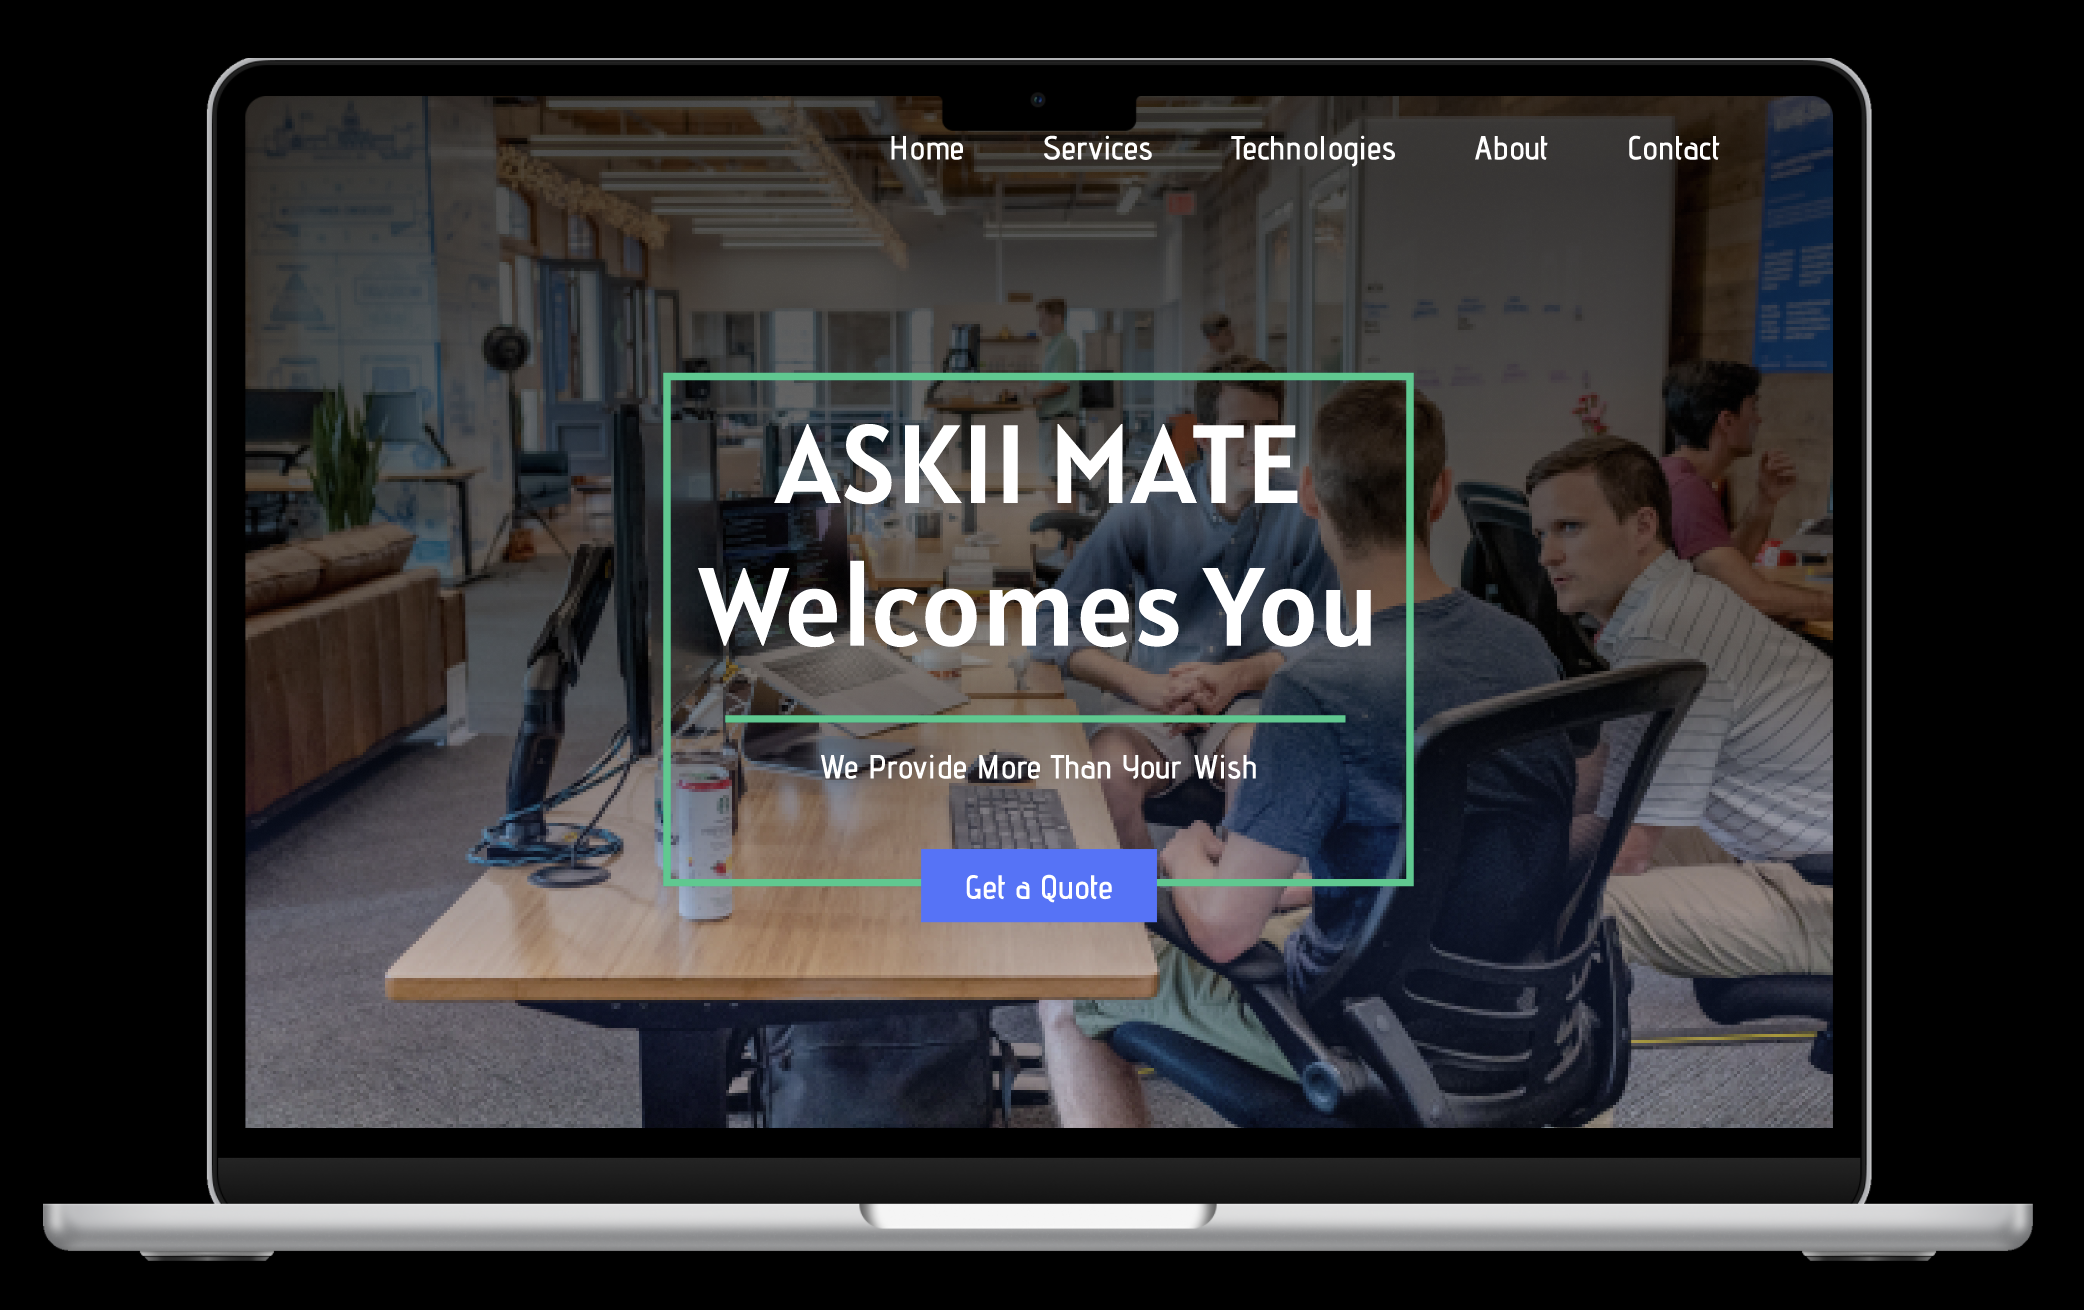 Home Services Technologies About Contact
ASKII MATE
Welcomes You
We Provide More Than Your Wish
Get a Quote